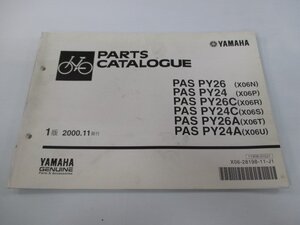 YAMAHA
PARTS
CATALOGUE
PAS PY26 (X06N)
PAS PY24 (X06P)
PAS PY26C (X06R)
PAS PY24C (X06S)
PAS PY26A (X06T)
PAS PY24A (X06U)
1版 2000.11発行
YAMAHA
GENUINE
X06-28198-11-J1